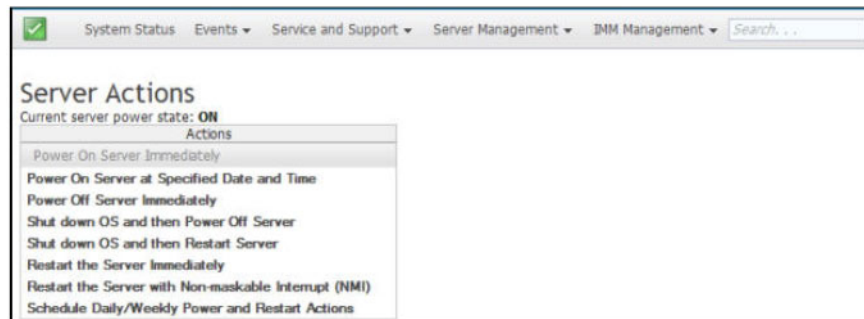 System Status Events Service and Support Server Management IMM Management Search. . .
Server Actions
Current server power state: ON
Actions
Power On Server Immediately
Power On Server at Specified Date and Time
Power Off Server Immediately
Shut down OS and then Power Off Server
Shut down OS and then Restart Server
Restart the Server Immediately
Restart the Server with Non-maskable Interrupt (NMI)
Schedule Daily/Weekly Power and Restart Actions